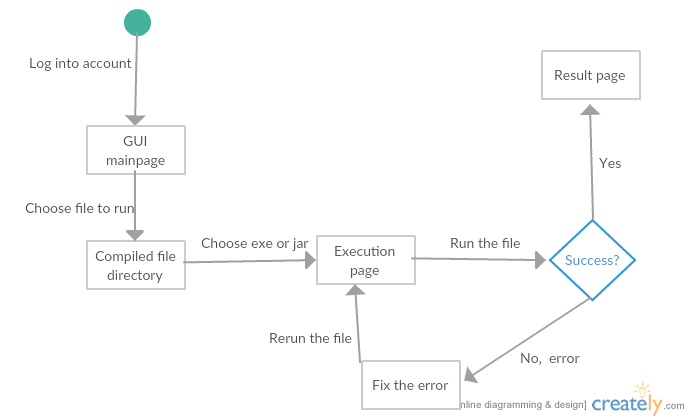 Log into account
GUI
mainpage
Choose file to run
Compiled file
directory
Choose exe or jar
Execution
page
Run the file
Success?
Yes
Result page
No, error
Fix the error
Rerun the file
nline diagramming & design]
creately.com